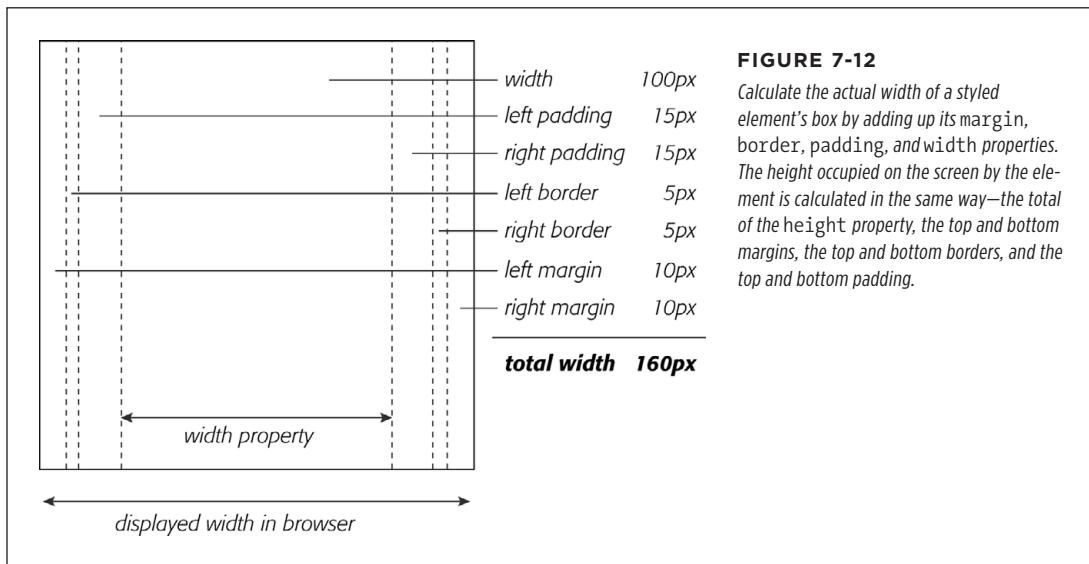 width 100px
left padding 15px
right padding 15px
left border 5px
right border 5px
left margin 10px
right margin 10px
total width 160px
width property
displayed width in browser
FIGURE 7-12
Calculate the actual width of a styled
element’s box by adding up its margin,
border, padding, and width properties.
The height occupied on the screen by the ele-
ment is calculated in the same way—the total
of the height property, the top and bottom
margins, the top and bottom borders, and the
top and bottom padding.